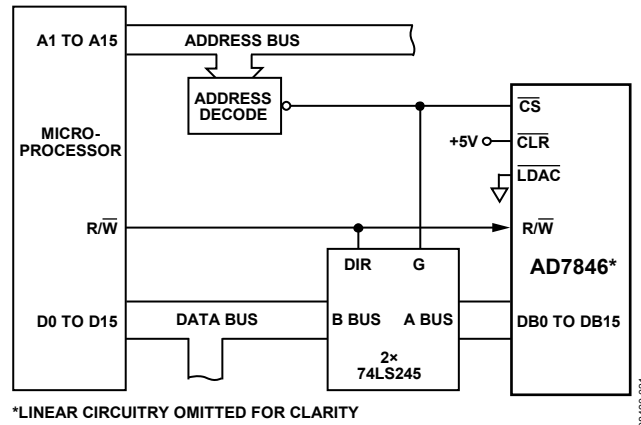 A1 TO A15
ADDRESS BUS
ADDRESS
DECODE
MICRO-
PROCESSOR
CS
+5V
CLR
LDAC
R/W
R/W
DIR
G
AD7846*
D0 TO D15
DATA BUS
B BUS
A BUS
DB0 TO DB15
2×
74LS245
*LINEAR CIRCUITRY OMITTED FOR CLARITY